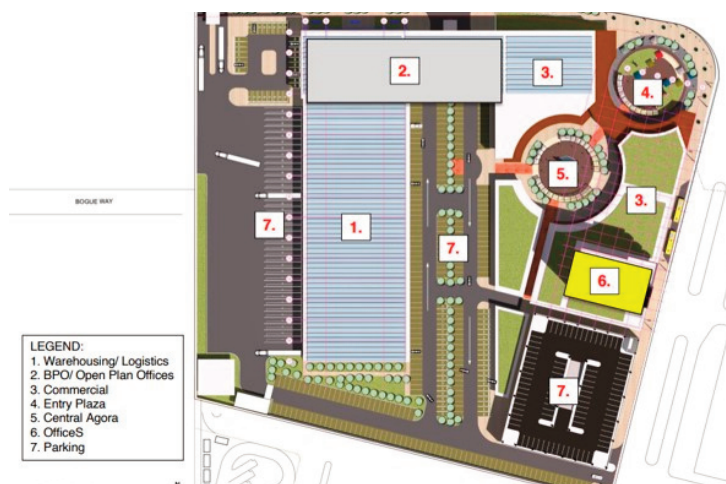 2.
3.
4.
5.
3.
BOGUE WAY
7.
1.
7.
6.
7.
LEGEND:
1. Warehousing/ Logistics
2. BPO/ Open Plan Offices
3. Commercial
4. Entry Plaza
5. Central Agora
6. OfficeS
7. Parking